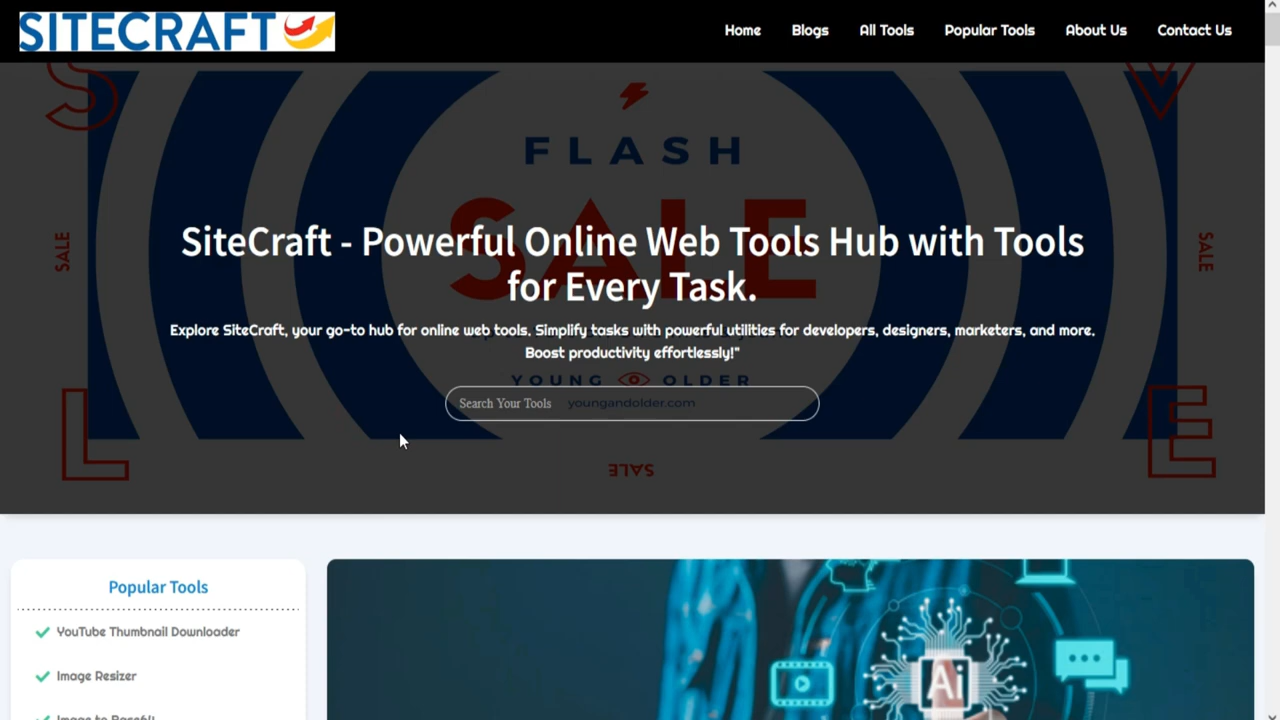 SITECRAFT
Home Blogs All Tools Popular Tools About Us Contact Us
S V
FLASH
SALE
SALE SALE
SiteCraft - Powerful Online Web Tools Hub with Tools
for Every Task.
Explore SiteCraft, your go-to hub for online web tools. Simplify tasks with powerful utilities for developers, designers, marketers, and more.
Boost productivity effortlessly!"
YOUNG OLDER
Search Your Tools youngandolder.com
L E
SALE
Popular Tools
YouTube Thumbnail Downloader
Image Resizer
Ai